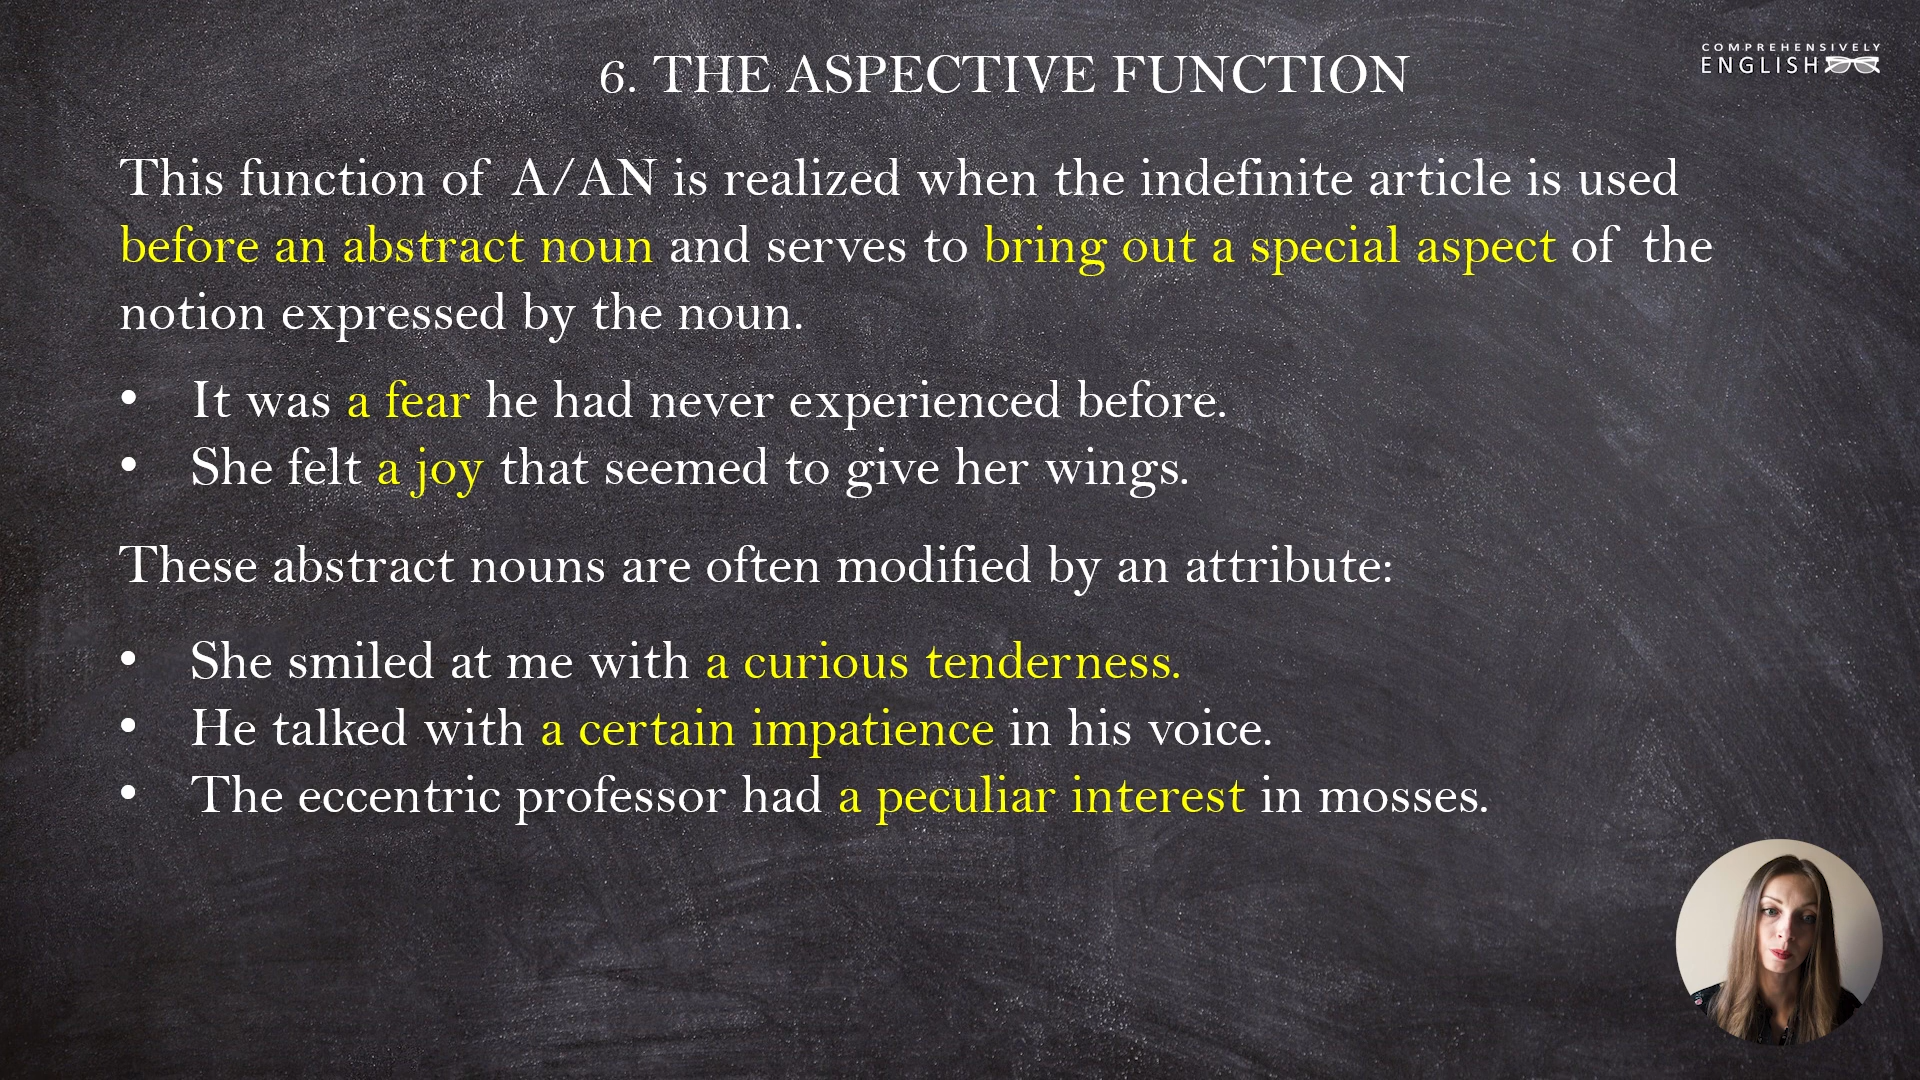 6. THE ASPECTIVE FUNCTION
COMPREHENSIVELY
ENGLISH
This function of A/AN is realized when the indefinite article is used
before an abstract noun and serves to bring out a special aspect of the
notion expressed by the noun.
• It was a fear he had never experienced before.
• She felt a joy that seemed to give her wings.
These abstract nouns are often modified by an attribute:
• She smiled at me with a curious tenderness.
• He talked with a certain impatience in his voice.
• The eccentric professor had a peculiar interest in mosses.